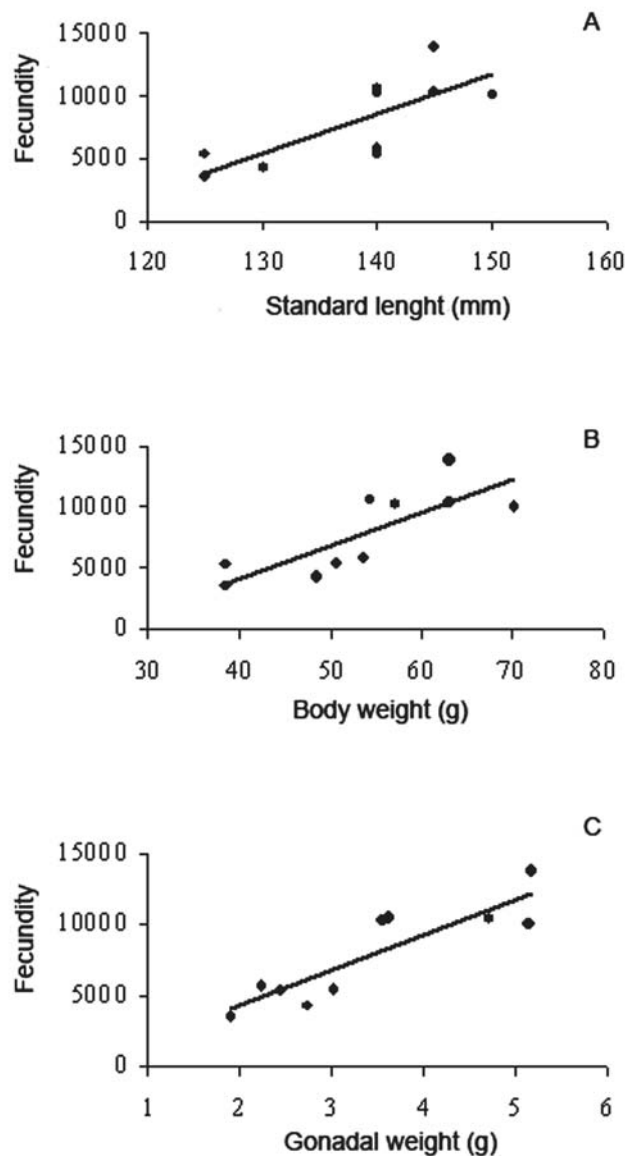 A
15000
10000
5000
0
Fecundity
120 130 140 150 160
Standard lenght (mm)
B
15000
10000
5000
0
Fecundity
30 40 50 60 70 80
Body weight (g)
C
15000
10000
5000
0
Fecundity
1 2 3 4 5 6
Gonadal weight (g)